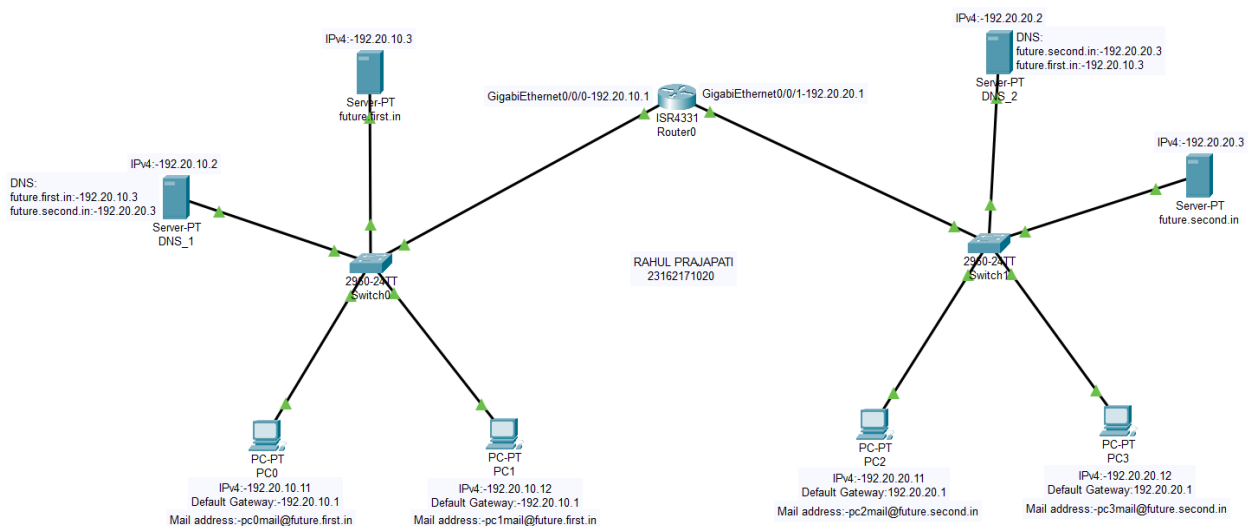 IPv4:-192.20.10.3
Server-PT
future.first.in
IPv4:-192.20.10.2
DNS:
future.first.in:-192.20.10.3
future.second.in:-192.20.20.3
Server-PT
DNS_1
2960-24TT
Switch0
PC-PT
PC0
IPv4:-192.20.10.11
Default Gateway:-192.20.10.1
Mail address:-pc0mail@future.first.in
PC-PT
PC1
IPv4:-192.20.10.12
Default Gateway:-192.20.10.1
Mail address:-pc1mail@future.first.in
GigabiEthernet0/0/0-192.20.10.1
GigabiEthernet0/0/1-192.20.20.1
ISR4331
Router0
RAHUL PRAJAPATI
23162171020
IPv4:-192.20.20.2
DNS:
future.second.in:-192.20.20.3
future.first.in:-192.20.10.3
Server-PT
DNS_2
IPv4:-192.20.20.3
Server-PT
future.second.in
2960-24TT
Switch1
PC-PT
PC2
IPv4:-192.20.20.11
Default Gateway:192.20.20.1
Mail address:-pc2mail@future.second.in
PC-PT
PC3
IPv4:-192.20.20.12
Default Gateway:192.20.20.1
Mail address:-pc3mail@future.second.in